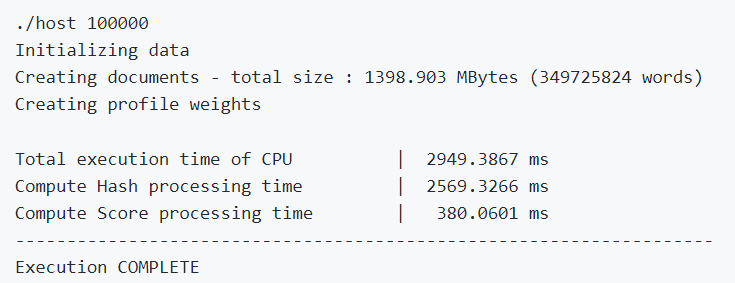 ./host 100000
Initializing data
Creating documents - total size : 1398.903 MBytes (349725824 words)
Creating profile weights
Total execution time of CPU | 2949.3867 ms
Compute Hash processing time | 2569.3266 ms
Compute Score processing time | 380.0601 ms
--------------------------------------------------------------------
Execution COMPLETE